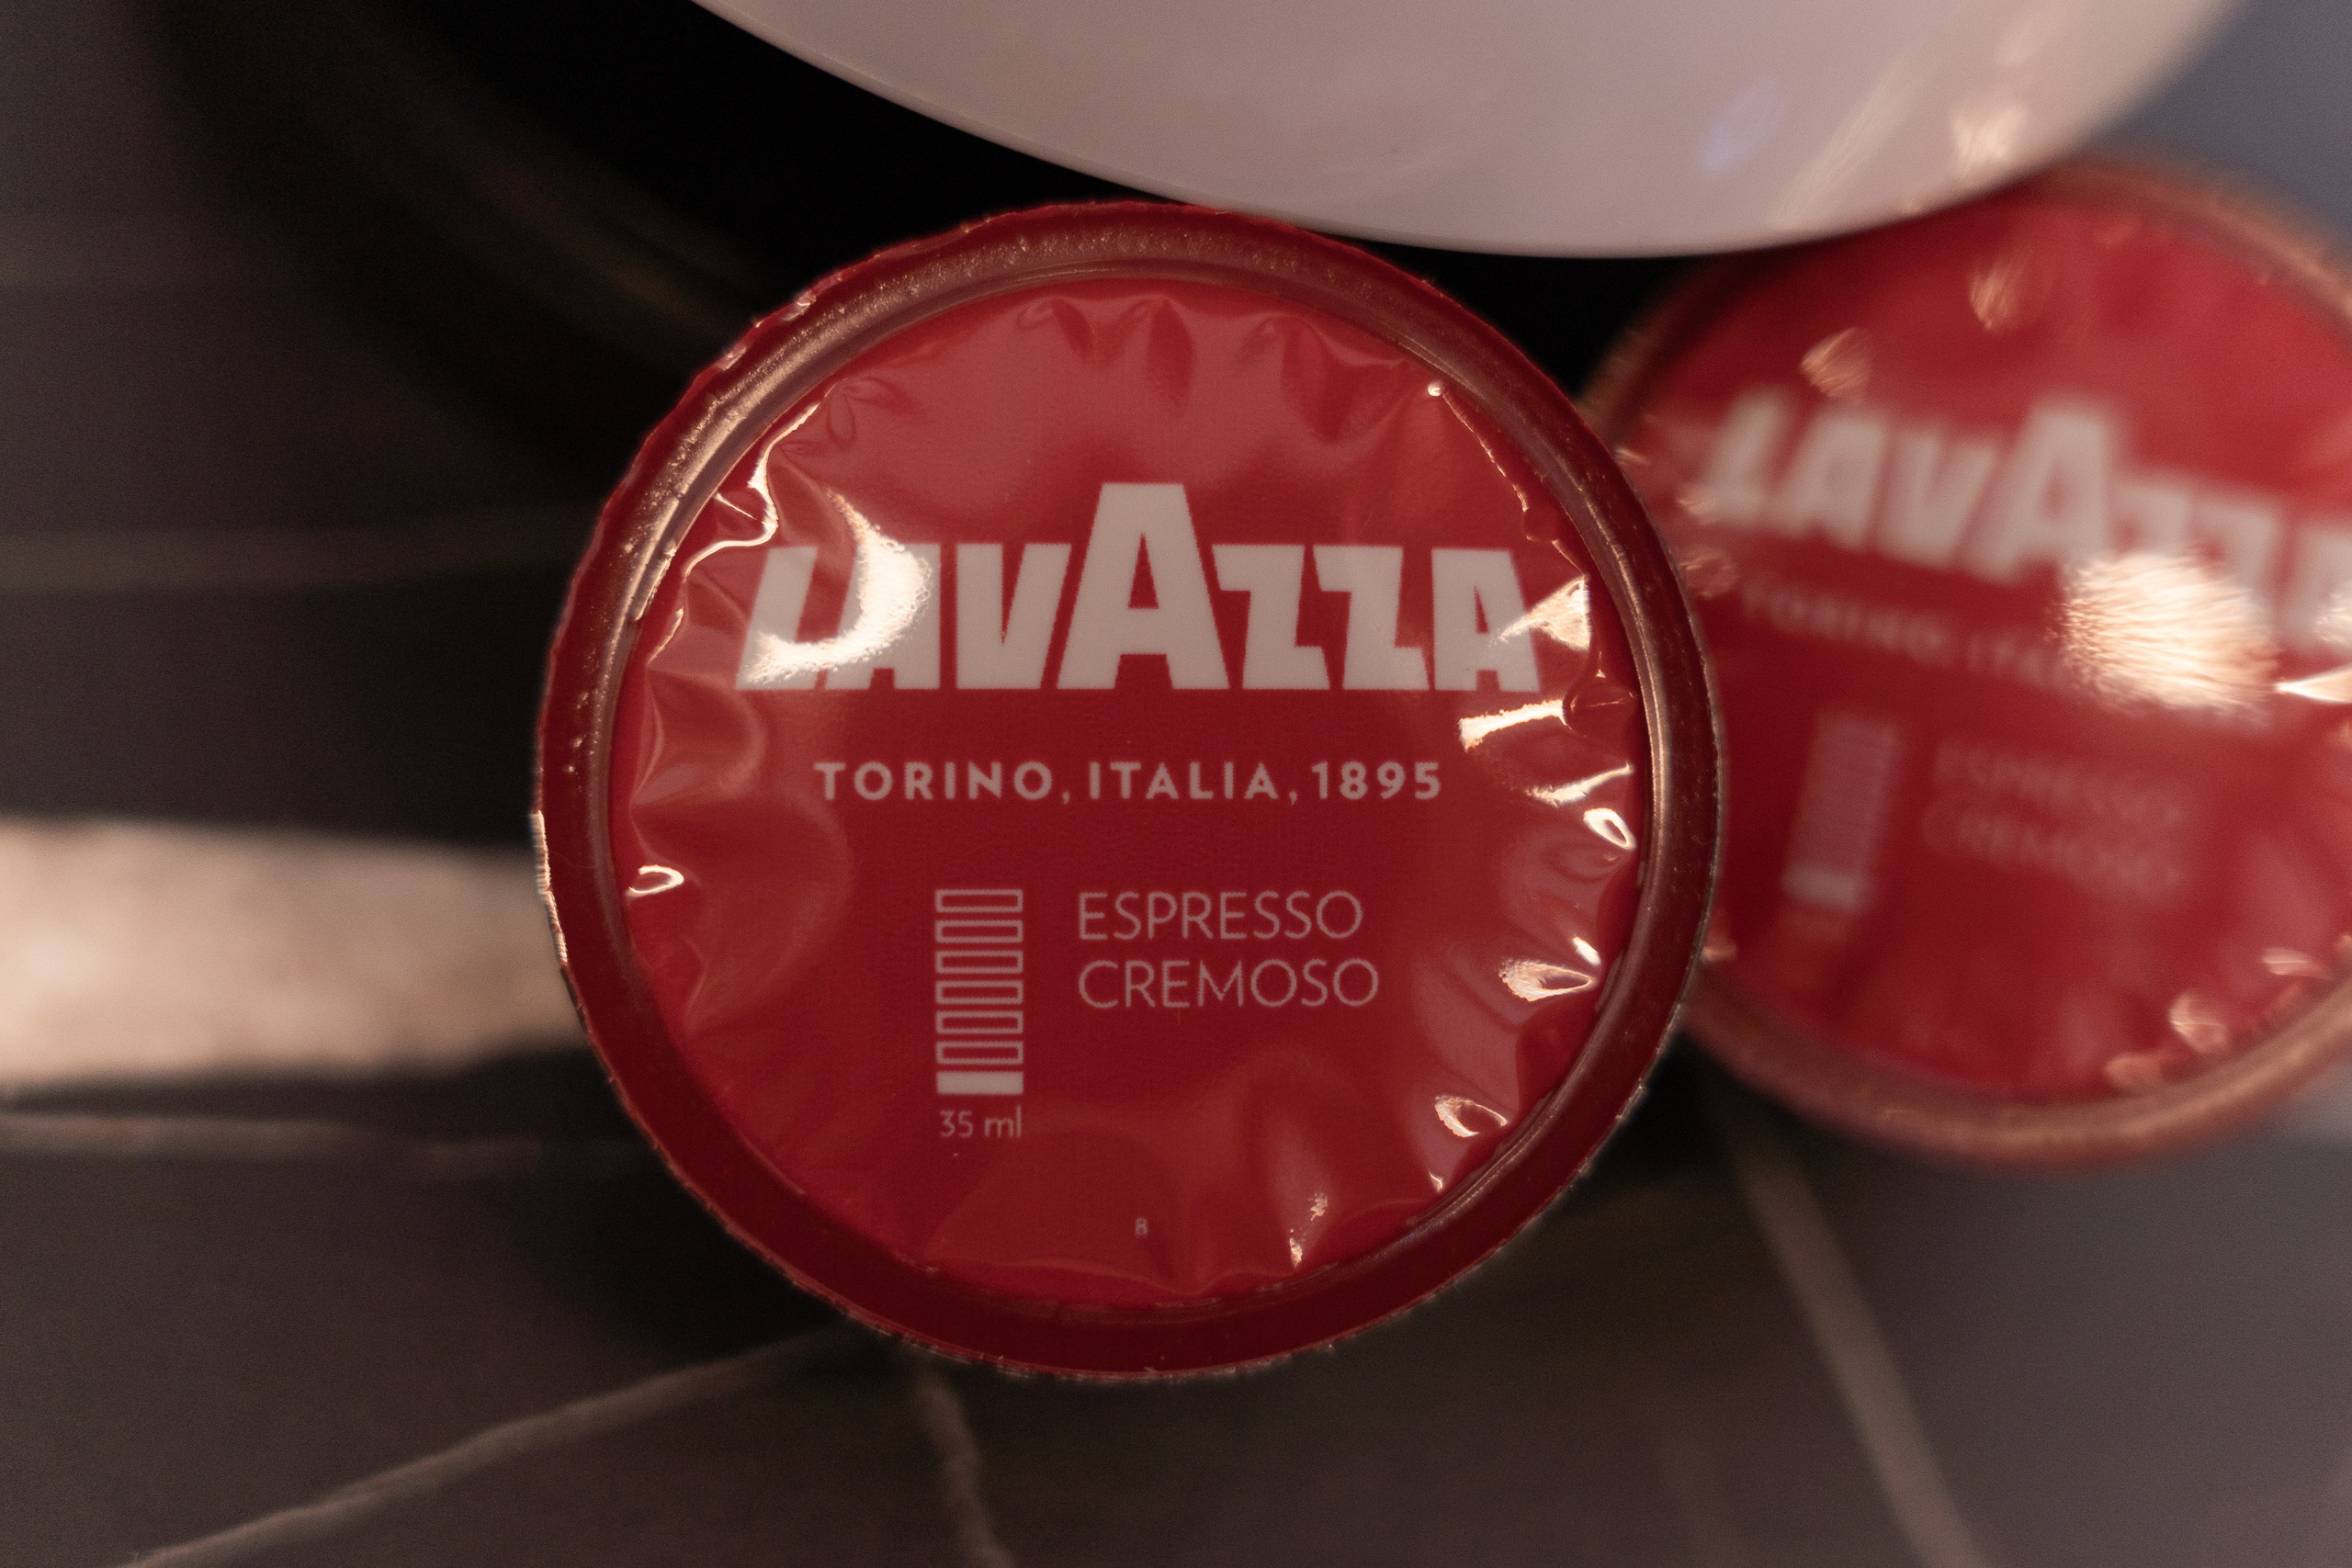 LAVAZZA
TORINO, ITALIA, 1895
ESPRESSO
CREMOSO
35 ml
8
LAVAZZA
TORINO, ITA
ESPRESSO
CREMOSO